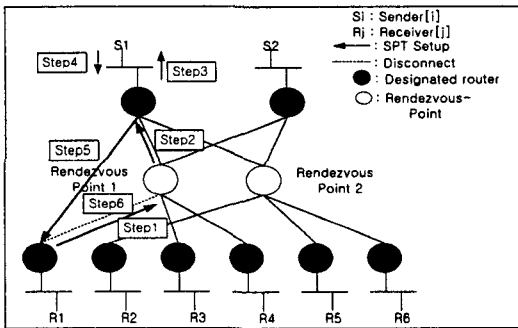 Si : Sender[i]
Rj : Receiver[j]
: SPT Setup
: Disconnect
: Designated router
: Rendezvous-
Point
S1
S2
Step4
Step3
Step2
Step5
Rendezvous
Point 1
Rendezvous
Point 2
Step6
Step1
R1
R2
R3
R4
R5
R6